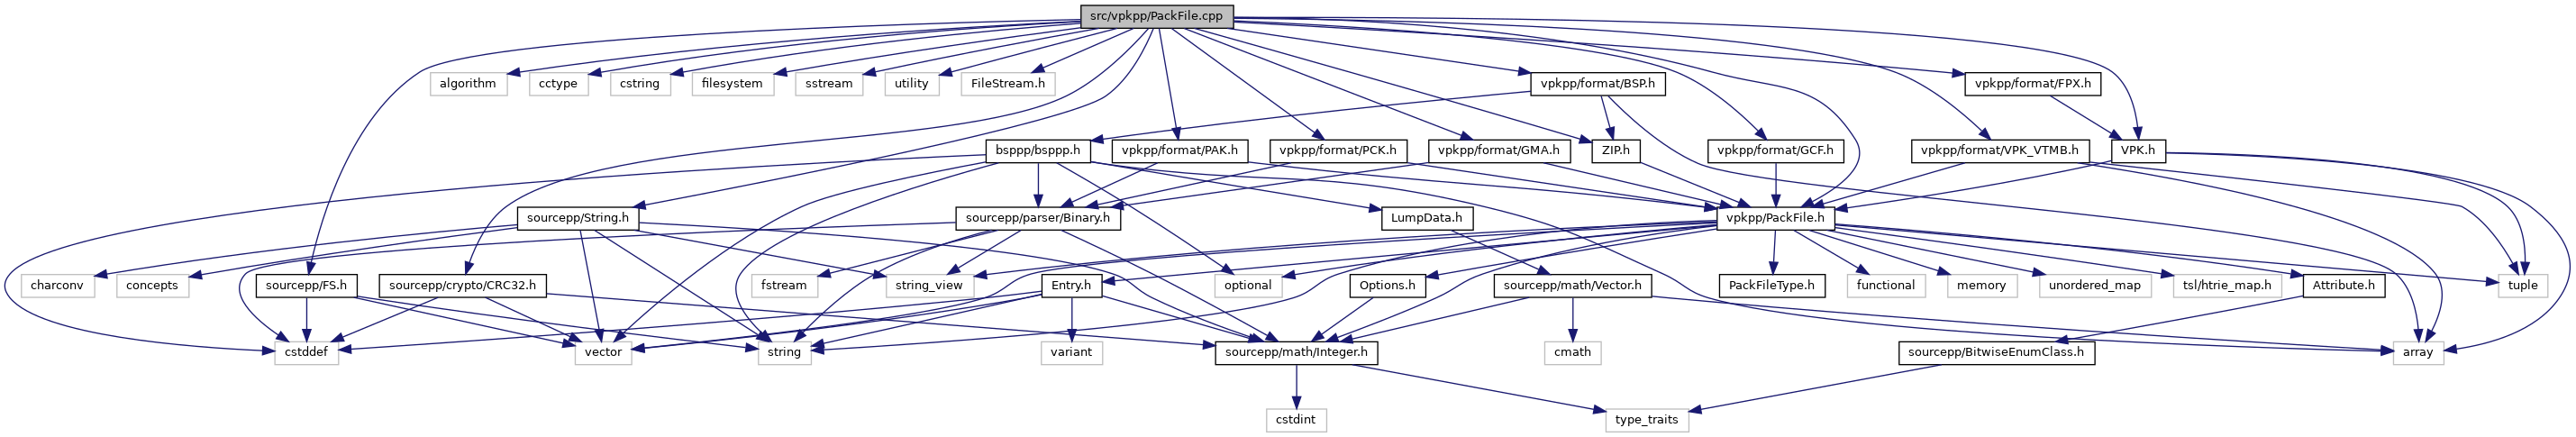 src/vpkpp/PackFile.cpp
algorithm
cctype
cstring
filesystem
sstream
utility
FileStream.h
vpkpp/format/BSP.h
vpkpp/format/FPX.h
bsppp/bsppp.h
vpkpp/format/PAK.h
vpkpp/format/PCK.h
vpkpp/format/GMA.h
ZIP.h
vpkpp/format/GCF.h
vpkpp/format/VPK_VTMB.h
VPK.h
sourcepp/String.h
sourcepp/parser/Binary.h
LumpData.h
vpkpp/PackFile.h
charconv
concepts
sourcepp/FS.h
sourcepp/crypto/CRC32.h
fstream
string_view
Entry.h
optional
Options.h
sourcepp/math/Vector.h
PackFileType.h
functional
memory
unordered_map
tsl/htrie_map.h
Attribute.h
tuple
cstddef
vector
string
variant
sourcepp/math/Integer.h
cmath
sourcepp/BitwiseEnumClass.h
array
cstdint
type_traits